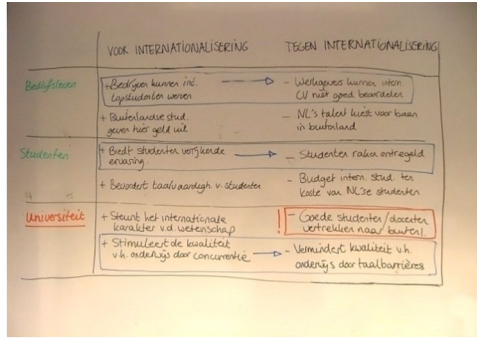 VOOR INTERNATIONALISERING
TEGEN INTERNATIONALISERING
Bedrijfsleven
+ Bedrijven kunnen int.
topstudenten werven
- Werkgevers kunnen intern.
CV niet goed beoordelen
+ Buitenlandse stud.
geven hier geld uit
- NL's talent kiest voor baan
in buitenland
Studenten
+ Biedt studenten verrijkende
ervaring
- Studenten raken ontregeld
+ Bevordert taalvaardigh. v. studenten
- Budget intern. stud. ten
koste van NL'se studenten
Universiteit
+ Steunt het internationale
karakter v.d. wetenschap
! - Goede studenten/docenten
vertrekken naar buitenl.
+ Stimuleert de kwaliteit
v.h. onderwijs door concurrentie
- Vermindert kwaliteit v.h.
onderwijs door taalbarrières